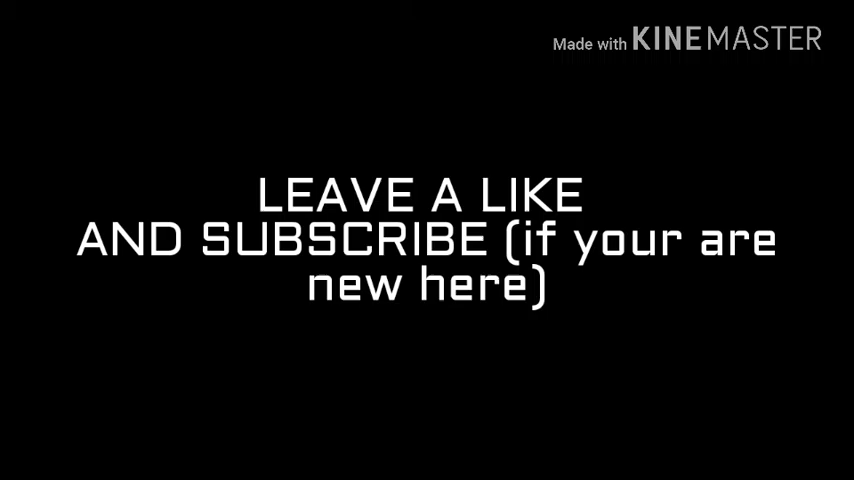 Made with KINEMASTER
LEAVE A LIKE
AND SUBSCRIBE (if your are
new here)